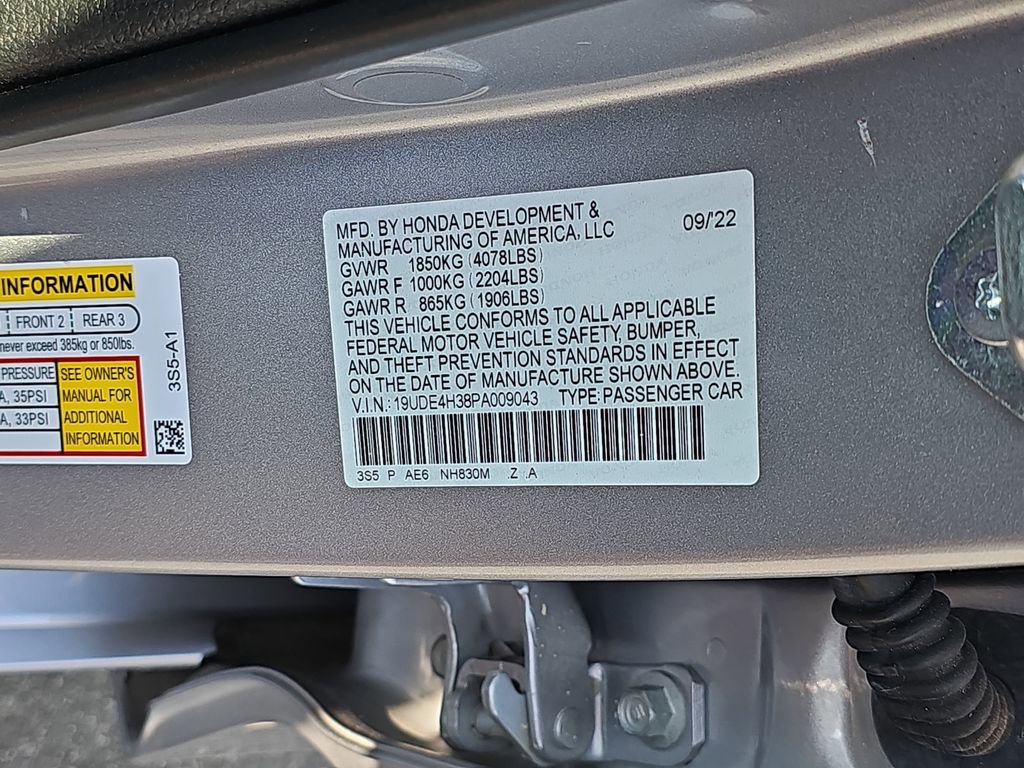 INFORMATION
FRONT 2 REAR 3
never exceed 385kg or 850lbs.
PRESSURE SEE OWNER'S
A, 35PSI MANUAL FOR
ADDITIONAL
A, 33PSI INFORMATION
3S5-A1
MFD. BY HONDA DEVELOPMENT & 09/'22
MANUFACTURING OF AMERICA, LLC
GVWR 1850KG (4078LBS)
GAWR F 1000KG (2204LBS)
GAWR R 865KG (1906LBS)
THIS VEHICLE CONFORMS TO ALL APPLICABLE
FEDERAL MOTOR VEHICLE SAFETY, BUMPER,
AND THEFT PREVENTION STANDARDS IN EFFECT
ON THE DATE OF MANUFACTURE SHOWN ABOVE.
V.I.N.: 19UDE4H38PA009043 TYPE: PASSENGER CAR
3S5 P AE6 NH830M .Z .A